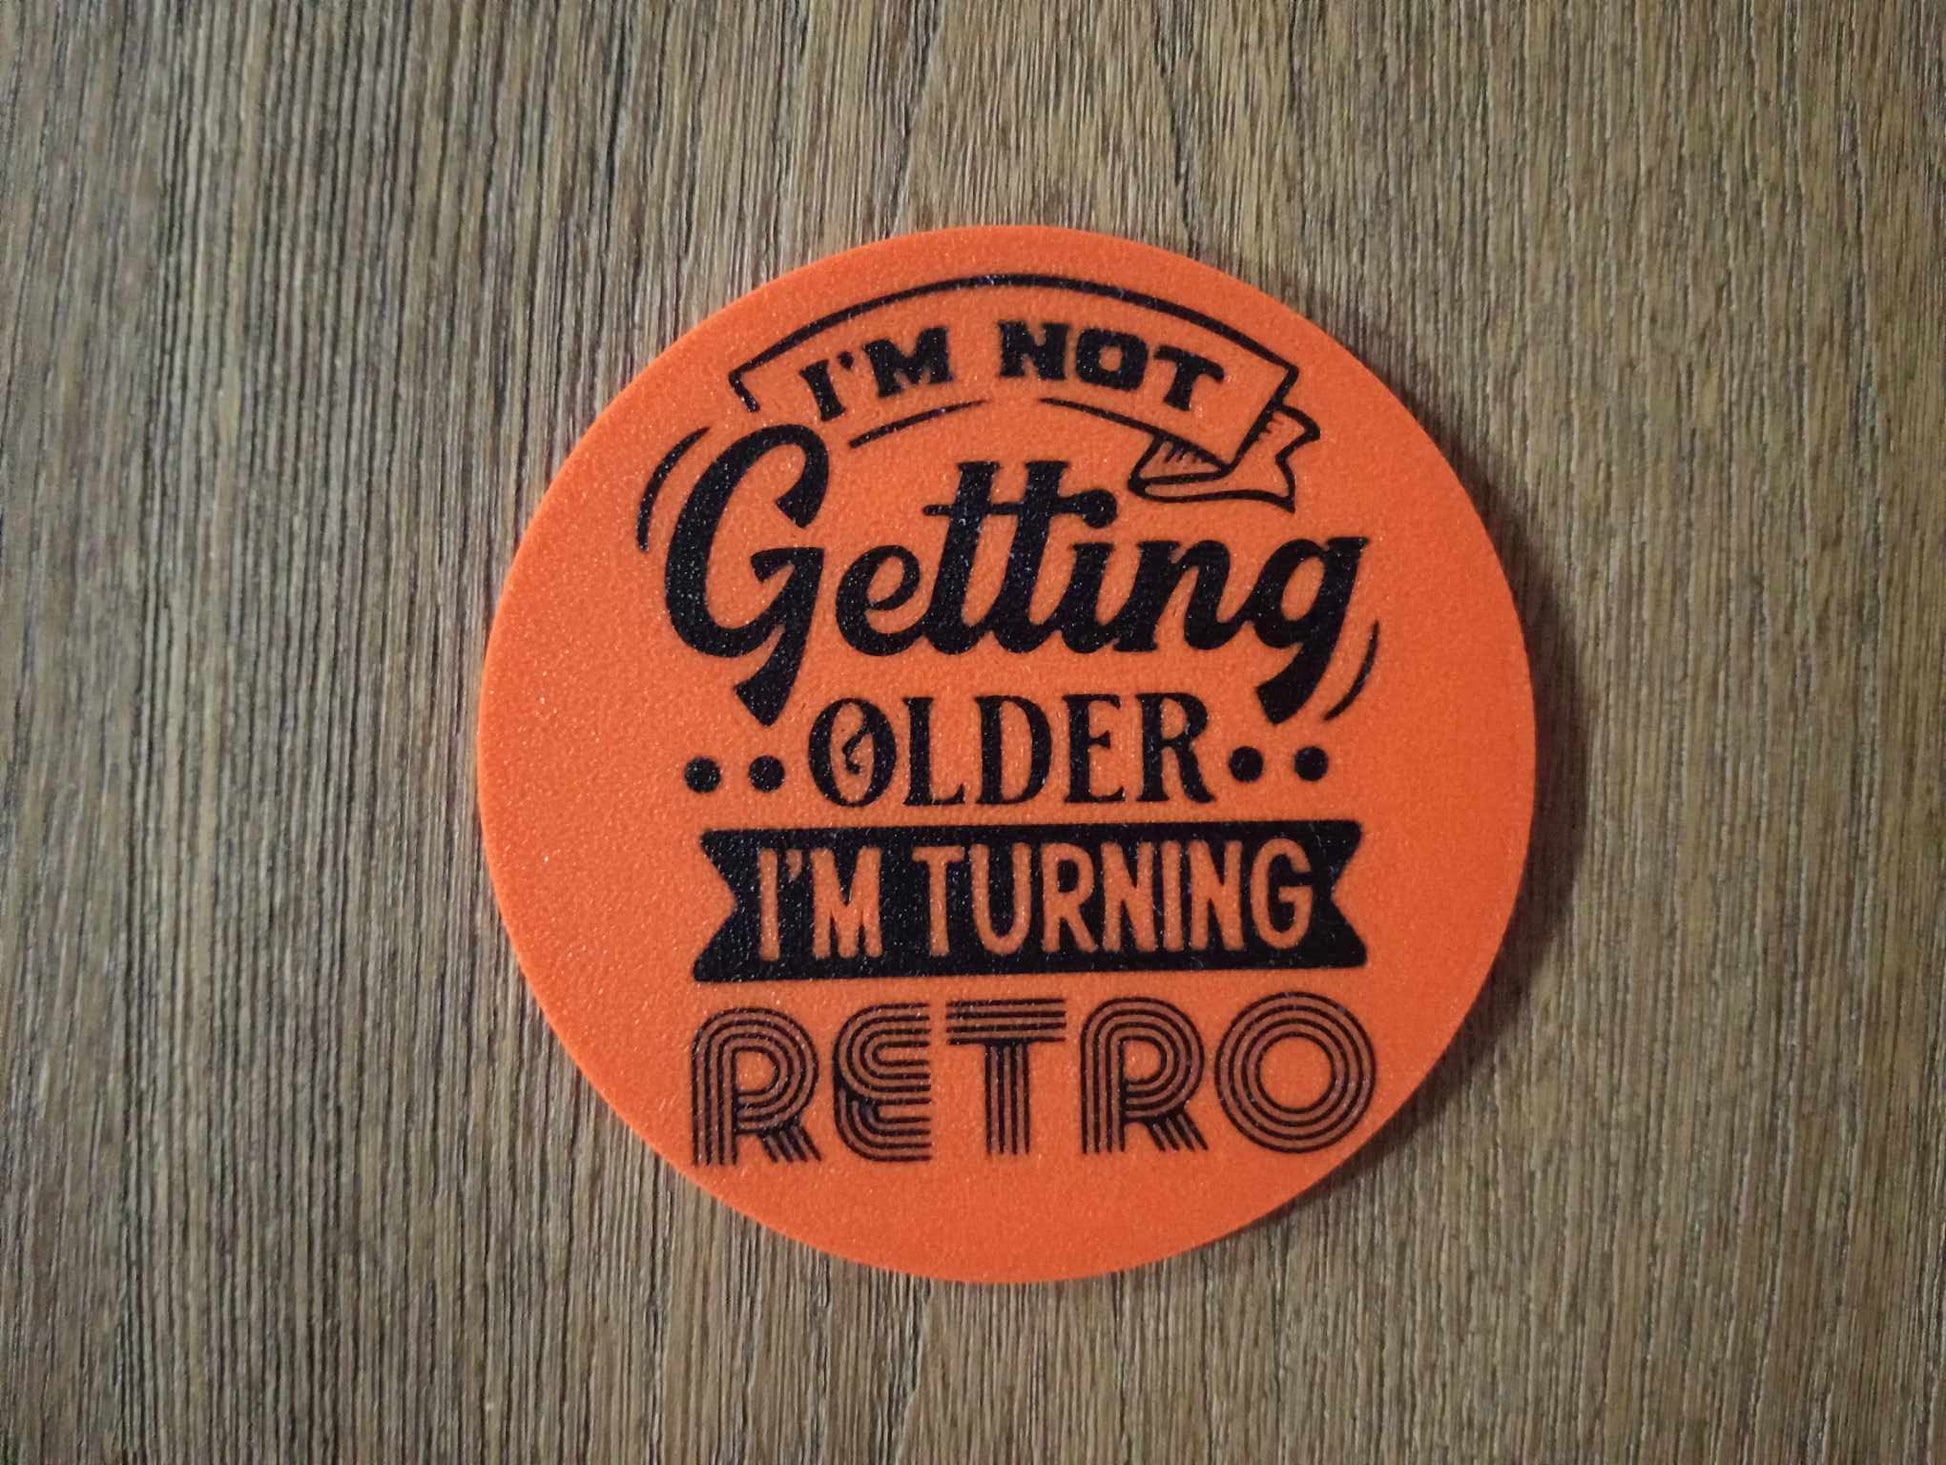 I'M NOT
Getting
OLDER
I'M TURNING
RETRO